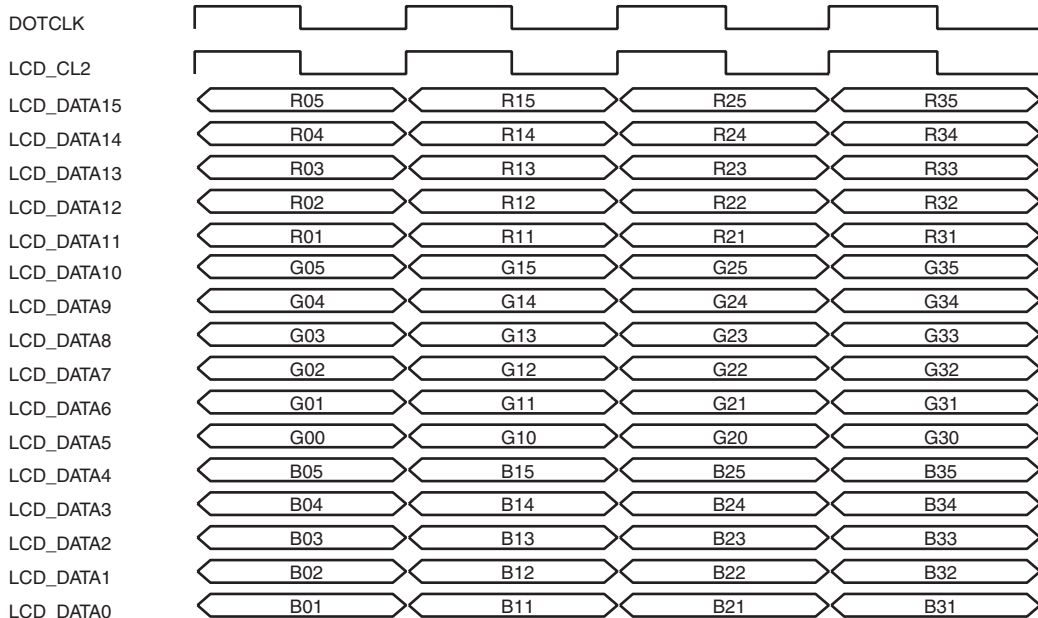 DOTCLK
LCD_CL2
LCD_DATA15 R05 R15 R25 R35
LCD_DATA14 R04 R14 R24 R34
LCD_DATA13 R03 R13 R23 R33
LCD_DATA12 R02 R12 R22 R32
LCD_DATA11 R01 R11 R21 R31
LCD_DATA10 G05 G15 G25 G35
LCD_DATA9 G04 G14 G24 G34
LCD_DATA8 G03 G13 G23 G33
LCD_DATA7 G02 G12 G22 G32
LCD_DATA6 G01 G11 G21 G31
LCD_DATA5 G00 G10 G20 G30
LCD_DATA4 B05 B15 B25 B35
LCD_DATA3 B04 B14 B24 B34
LCD_DATA2 B03 B13 B23 B33
LCD_DATA1 B02 B12 B22 B32
LCD_DATA0 B01 B11 B21 B31